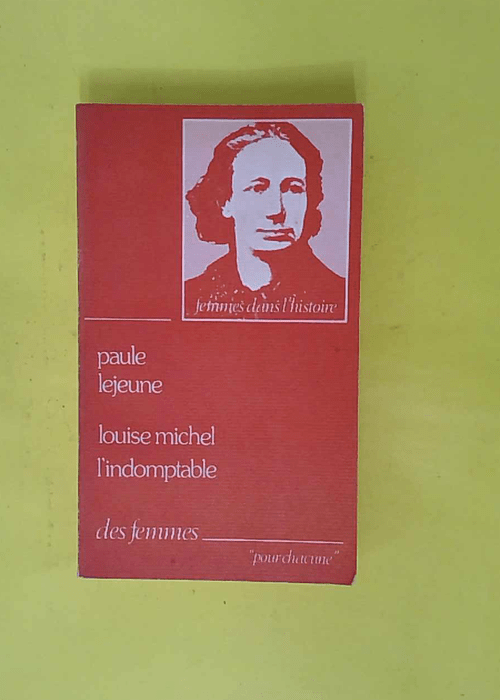 femmes dans l'histoire
paule
lejeune
louise michel
l'indomptable
des femmes
"pour chacune"